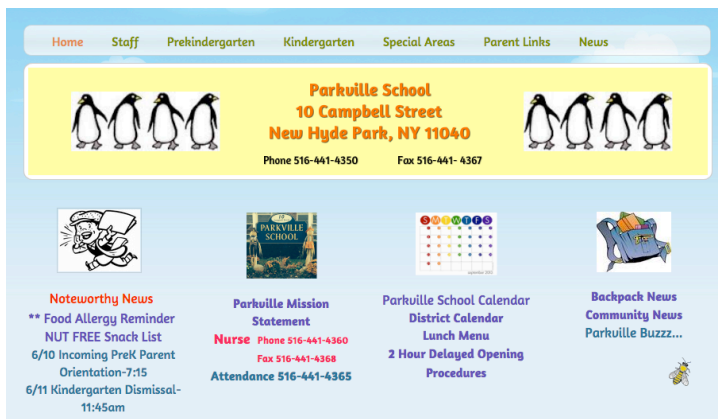 Home Staff Prekindergarten Kindergarten Special Areas Parent Links News
Parkville School
10 Campbell Street
New Hyde Park, NY 11040
Phone 516-441-4350 Fax 516-441- 4367
Noteworthy News
** Food Allergy Reminder
NUT FREE Snack List
6/10 Incoming PreK Parent
Orientation-7:15
6/11 Kindergarten Dismissal-
11:45am
PARKVILLE
SCHOOL
Parkville Mission
Statement
Nurse Phone 516-441-4360
Fax 516-441-4368
Attendance 516-441-4365
S M T W T F S
Parkville School Calendar
District Calendar
Lunch Menu
2 Hour Delayed Opening
Procedures
Backpack News
Community News
Parkville Buzzz...